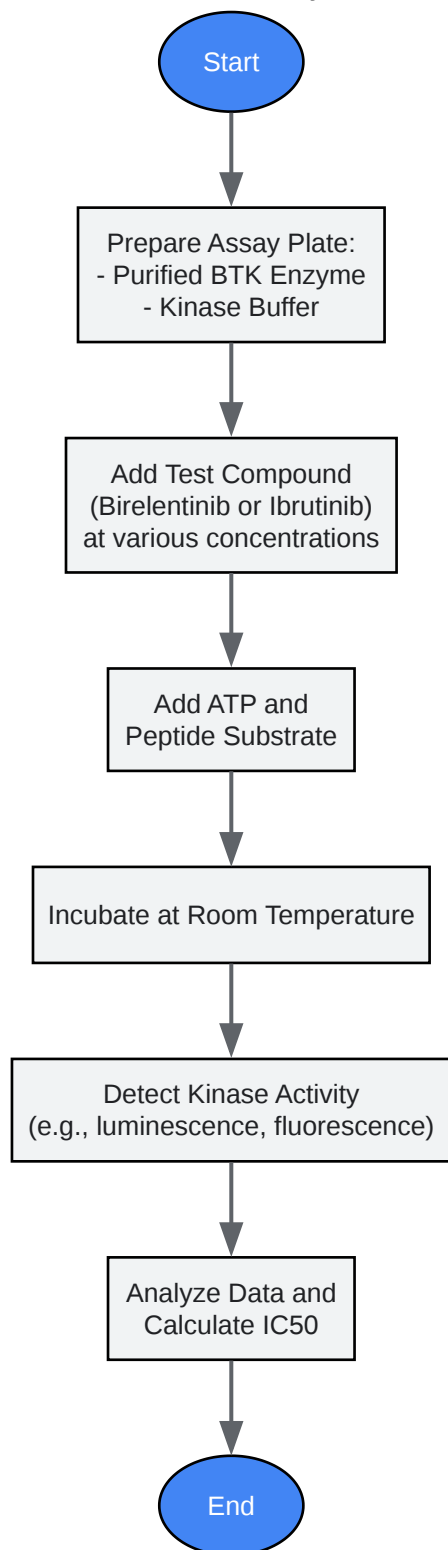 Start
Prepare Assay Plate:
- Purified BTK Enzyme
- Kinase Buffer
Add Test Compound
(Birelentinib or Ibrutinib)
at various concentrations
Add ATP and
Peptide Substrate
Incubate at Room Temperature
Detect Kinase Activity
(e.g., luminescence, fluorescence)
Analyze Data and
Calculate IC50
End